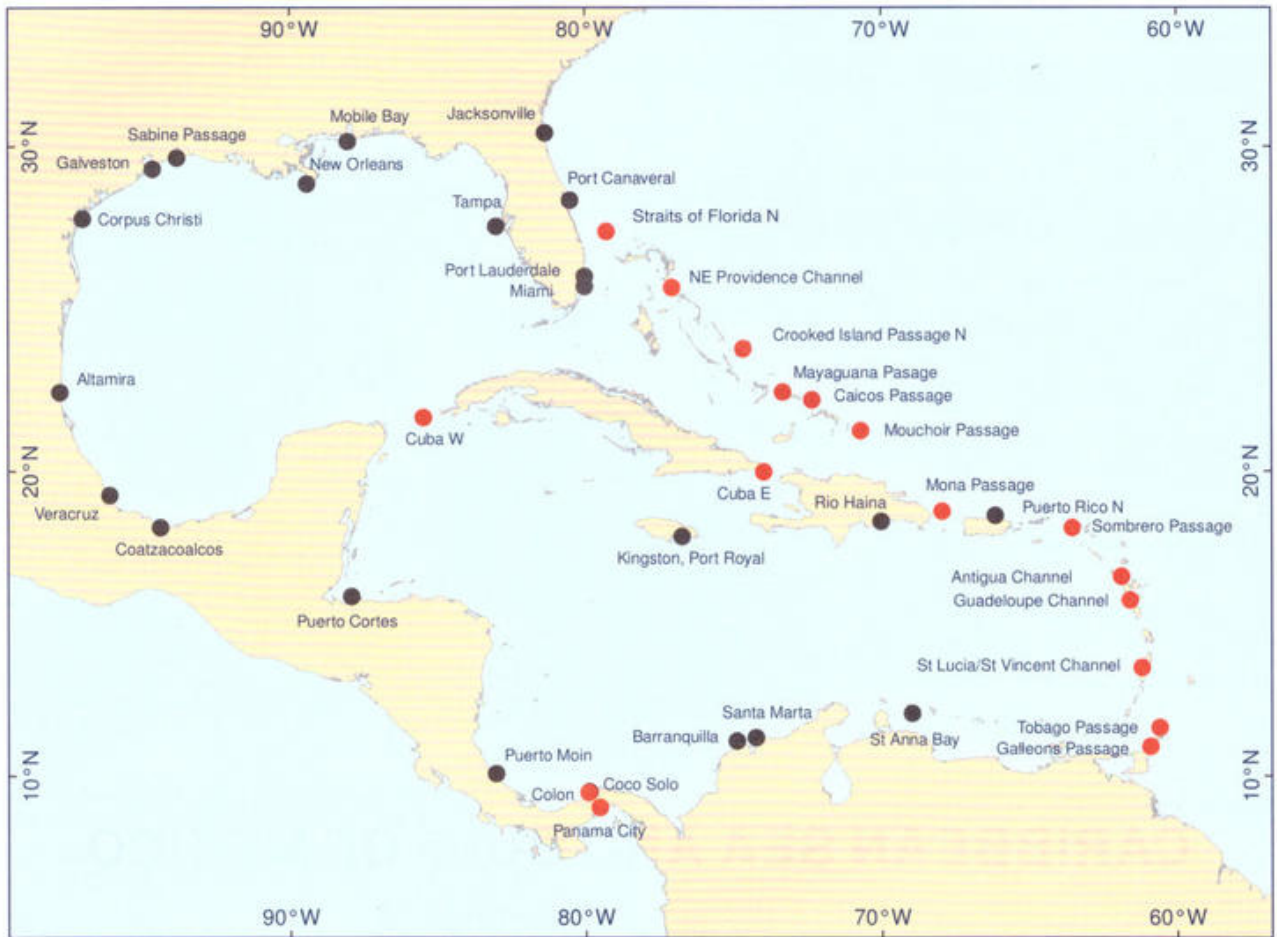 90°W
80°W
70°W
60°W
Jacksonville
Mobile Bay
Sabine Passage
30°N
30°N
Galveston
New Orleans
Port Canaveral
Tampa
Straits of Florida N
Corpus Christi
Port Lauderdale
NE Providence Channel
Miami
Crooked Island Passage N
Altamira
Mayaguana Pasage
Caicos Passage
Cuba W
Mouchoir Passage
20°N
20°N
Mona Passage
Cuba E
Rio Haina
Puerto Rico N
Veracruz
Sombrero Passage
Coatzacoalcos
Kingston, Port Royal
Antigua Channel
Guadeloupe Channel
Puerto Cortes
St Lucia/St Vincent Channel
Santa Marta
Tobago Passage
Barranquilla
St Anna Bay
Galleons Passage
Puerto Moin
10°N
10°N
Coco Solo
Colon
Panama City
90°W
80°W
70°W
60°W